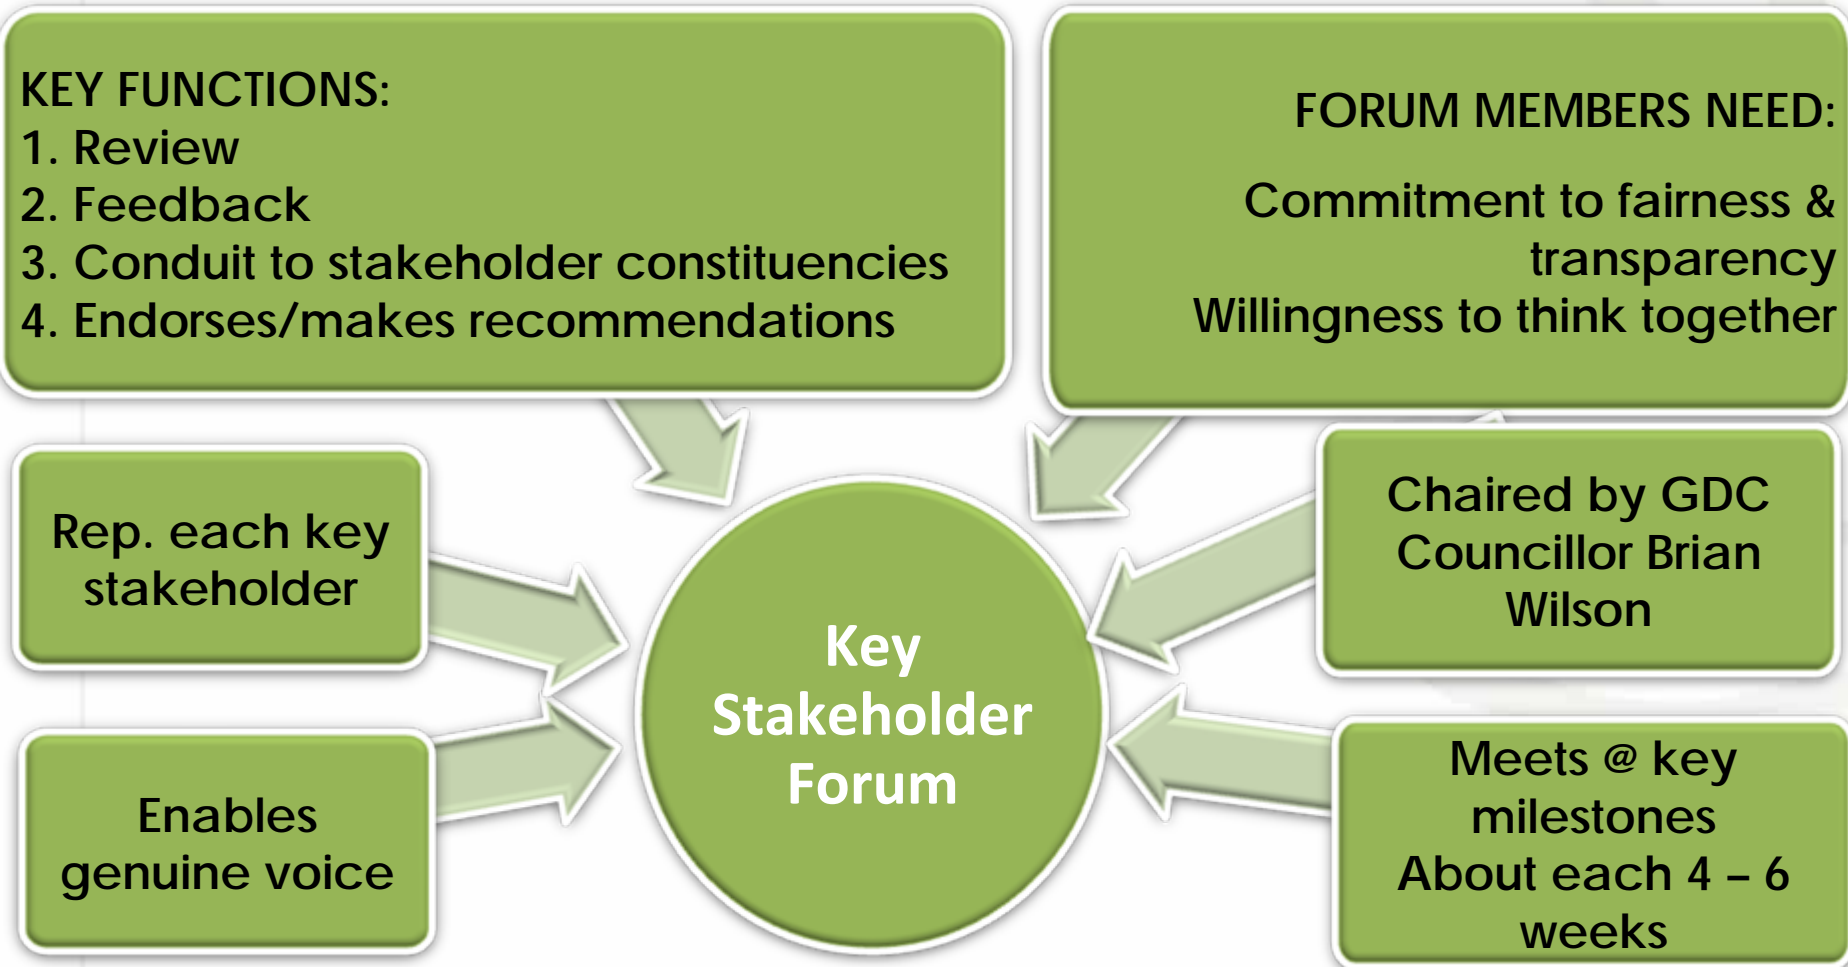 KEY FUNCTIONS:
1. Review
2. Feedback
3. Conduit to stakeholder constituencies
4. Endorses/makes recommendations
FORUM MEMBERS NEED:
Commitment to fairness &
transparency
Willingness to think together
Rep. each key
stakeholder
Chaired by GDC
Councillor Brian
Wilson
Key
Stakeholder
Forum
Enables
genuine voice
Meets @ key
milestones
About each 4 – 6
weeks